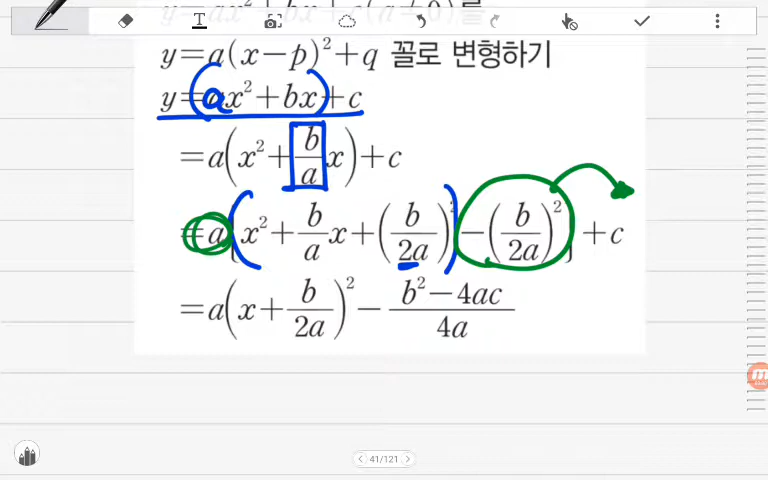 y=a(x-p)²+q 꼴로 변형하기
y=(ax²+bx)+c
=a(x²+b/a x)+c
=a{x²+b/a x+(b/2a)²-(b/2a)²}+c
=a(x+b/2a)²-(b²-4ac)/4a
41/121